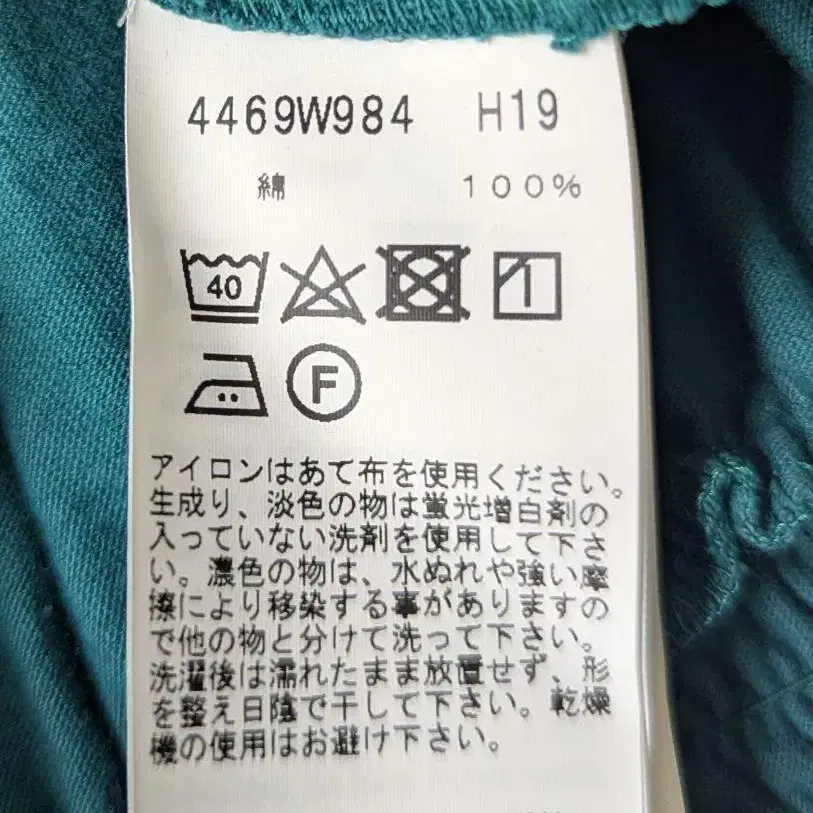 4469W984 H19
綿 100%
40
F
アイロンはあて布を使用ください。
生成り、淡色の物は蛍光増白剤の
入っていない洗剤を使用して下さ
い。濃色の物は、水ぬれや強い摩
擦により移染する事がありますの
で他の物と分けて洗って下さい。
洗濯後は濡れたまま放置せず、形
を整え日陰で干して下さい。乾燥
機の使用はお避け下さい。